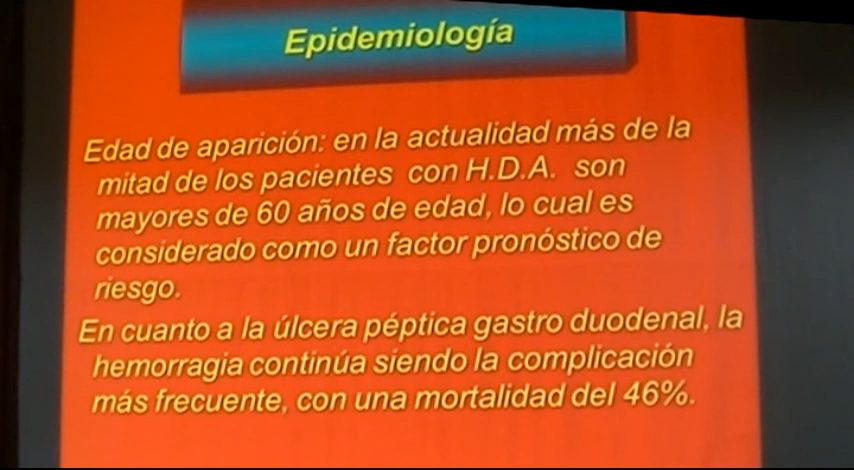 Epidemiología
Edad de aparición: en la actualidad más de la
mitad de los pacientes con H.D.A. son
mayores de 60 años de edad, lo cual es
considerado como un factor pronóstico de
riesgo.
En cuanto a la úlcera péptica gastro duodenal, la
hemorragia continúa siendo la complicación
más frecuente, con una mortalidad del 46%.